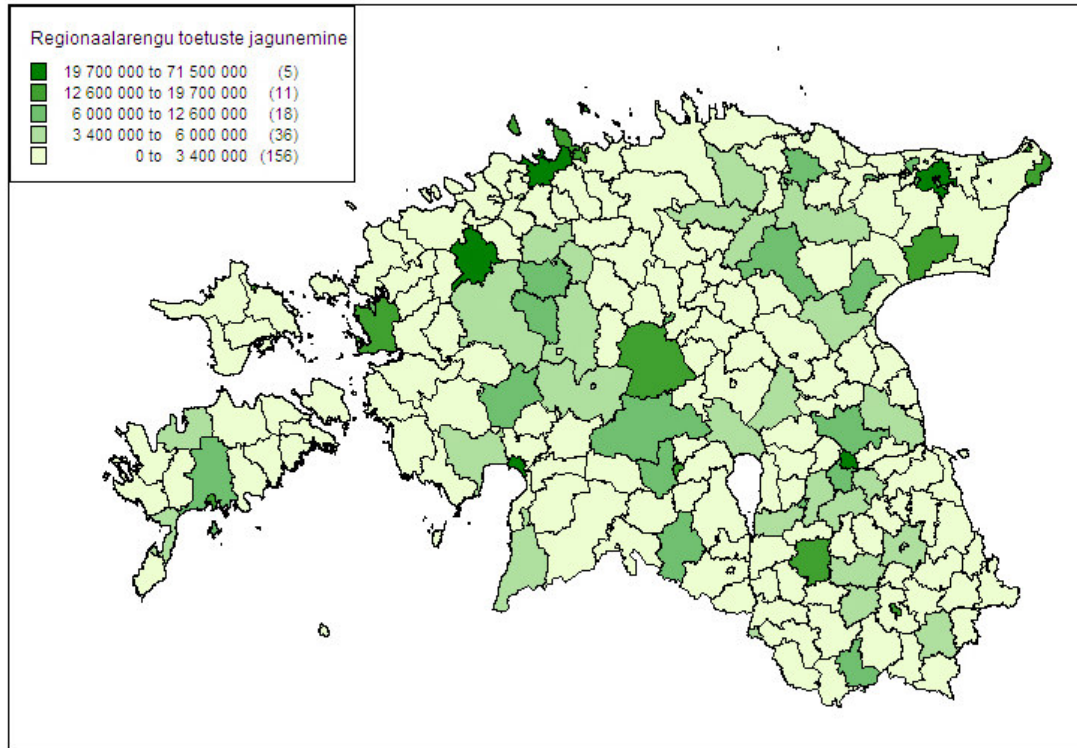 Regionaalarengu toetuste jagunemine
19 700 000 to 71 500 000 (5)
12 600 000 to 19 700 000 (11)
6 000 000 to 12 600 000 (18)
3 400 000 to 6 000 000 (36)
0 to 3 400 000 (156)